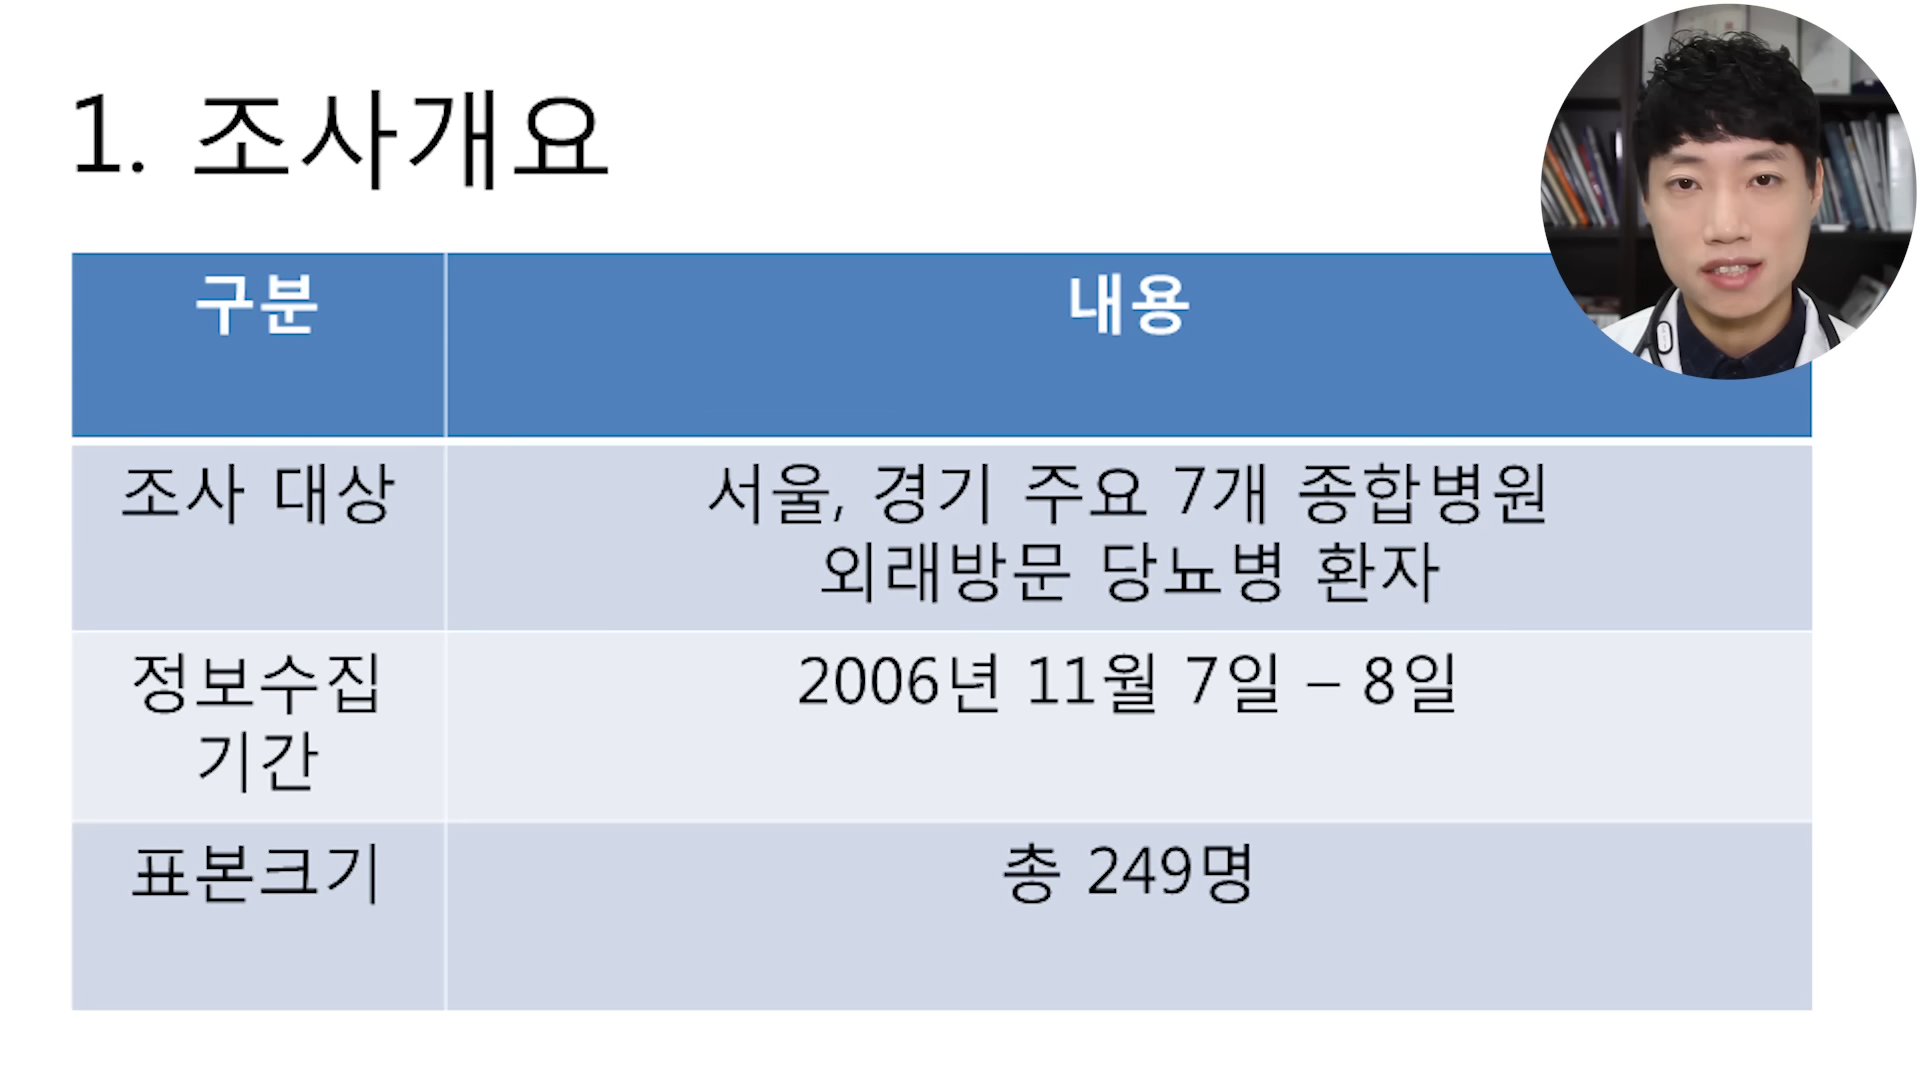 1. 조사개요
구분
내용
조사 대상
서울, 경기 주요 7개 종합병원
외래방문 당뇨병 환자
정보수집
기간
2006년 11월 7일 – 8일
표본크기
총 249명